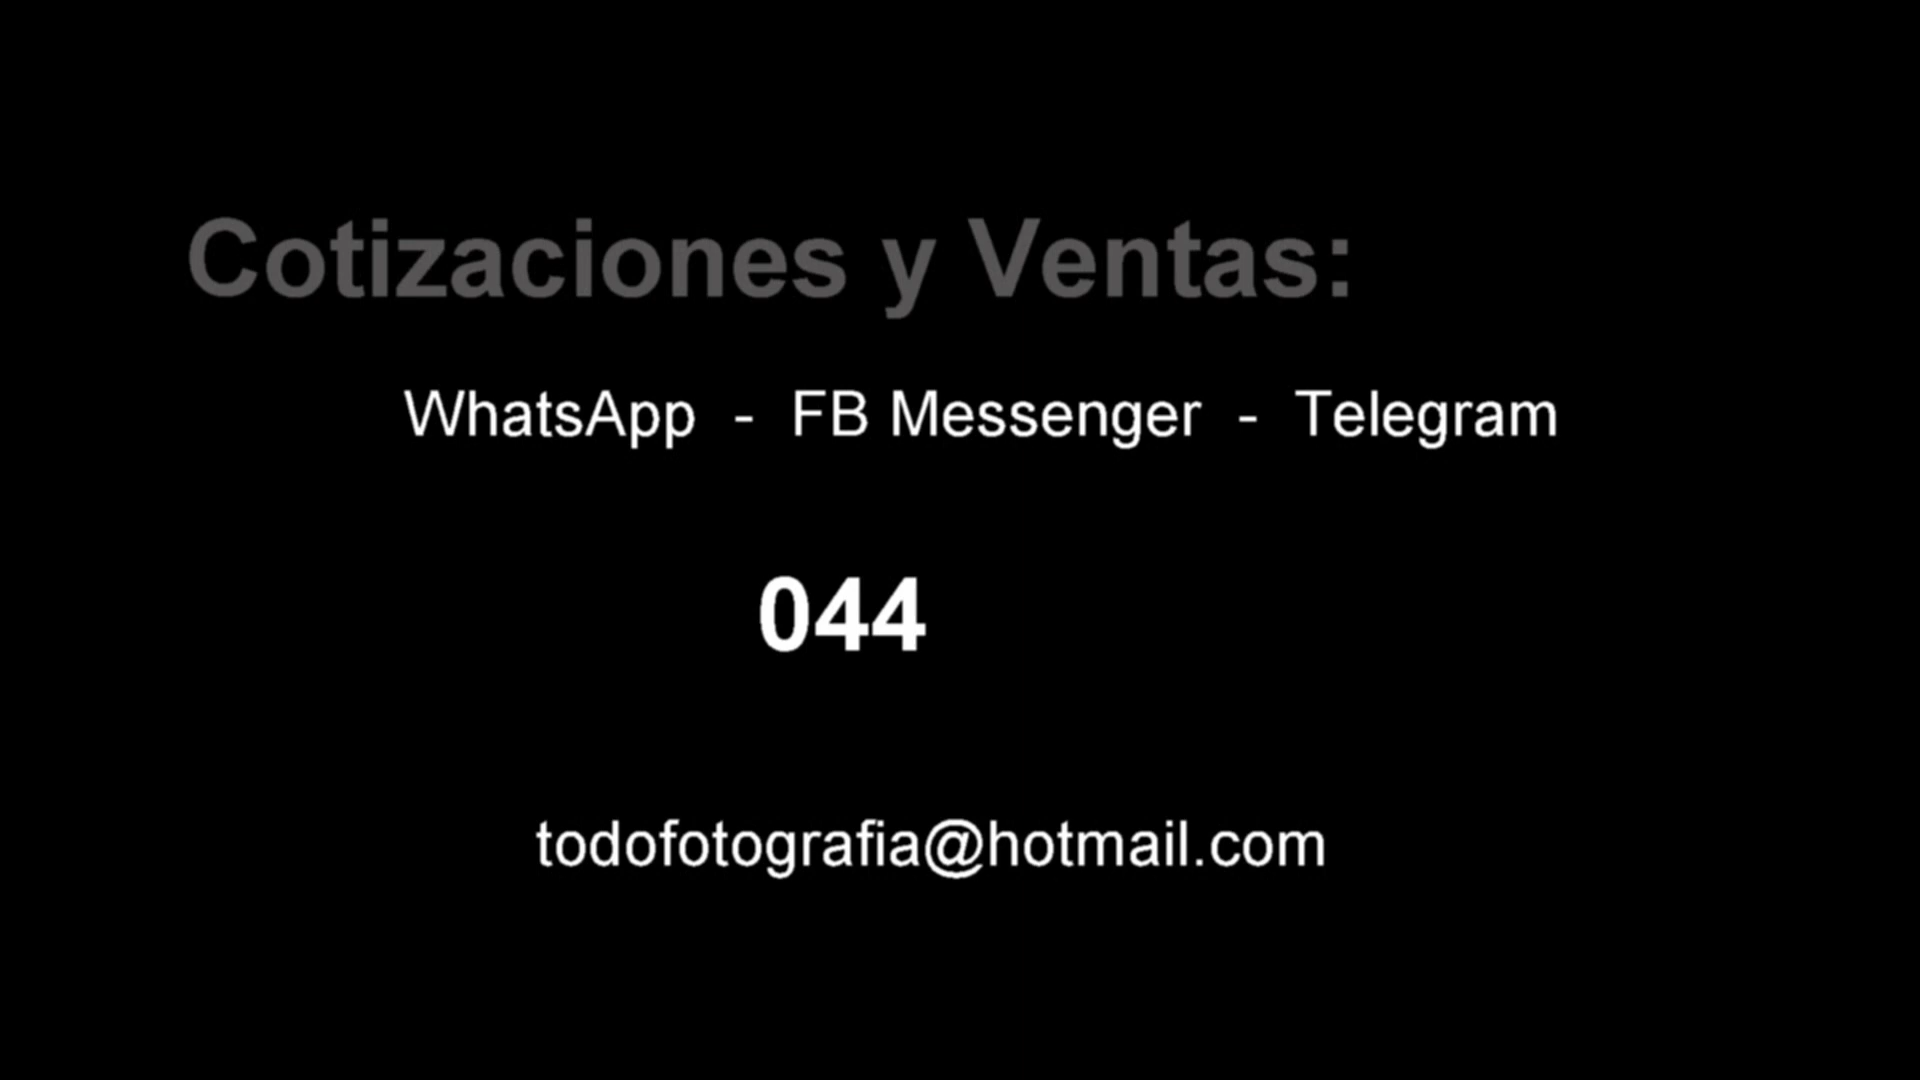 Cotizaciones y Ventas:
WhatsApp - FB Messenger - Telegram
044
todofotografia@hotmail.com